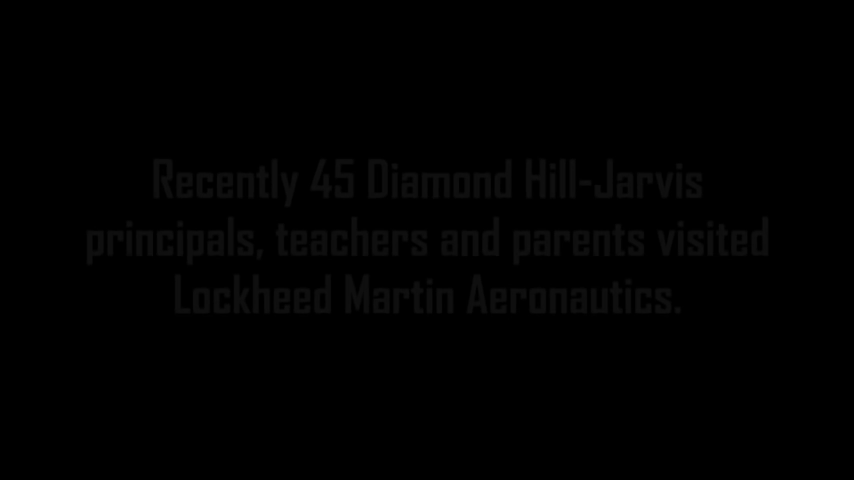 Recently 45 Diamond Hill-Jarvis
principals, teachers and parents visited
Lockheed Martin Aeronautics.